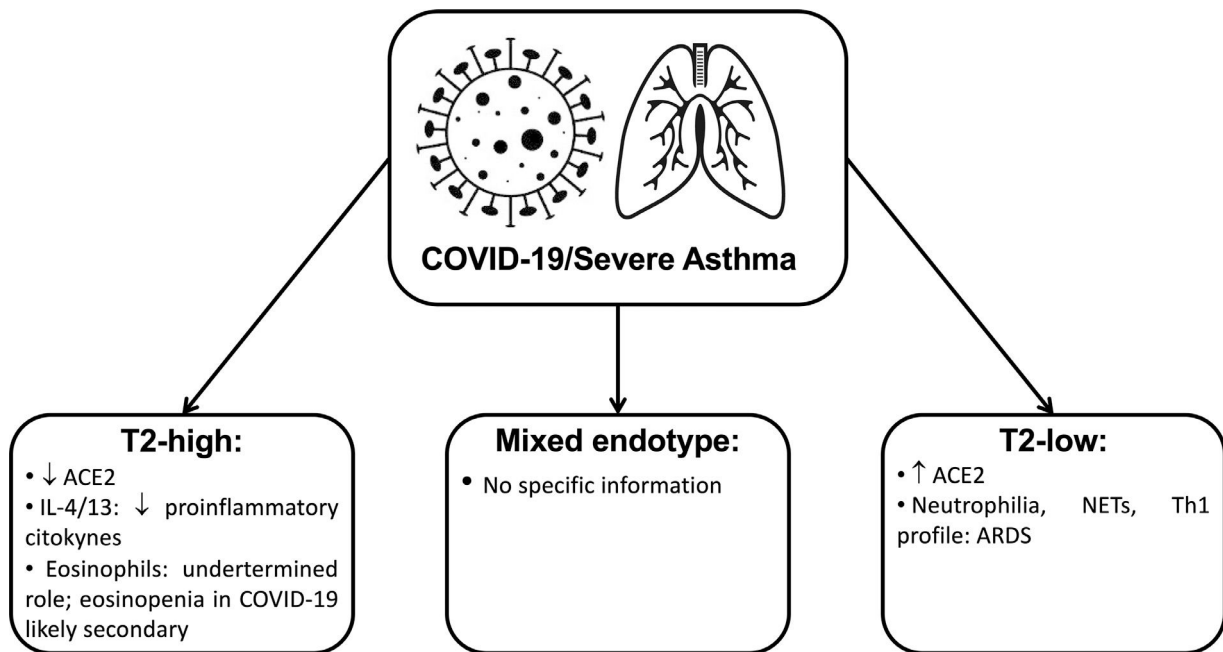 COVID-19/Severe Asthma
T2-high:
• ↓ ACE2
• IL-4/13: ↓ proinflammatory
citokynes
• Eosinophils: undertermined
role; eosinopenia in COVID-19
likely secondary
Mixed endotype:
• No specific information
T2-low:
• ↑ ACE2
• Neutrophilia, NETs, Th1
profile: ARDS